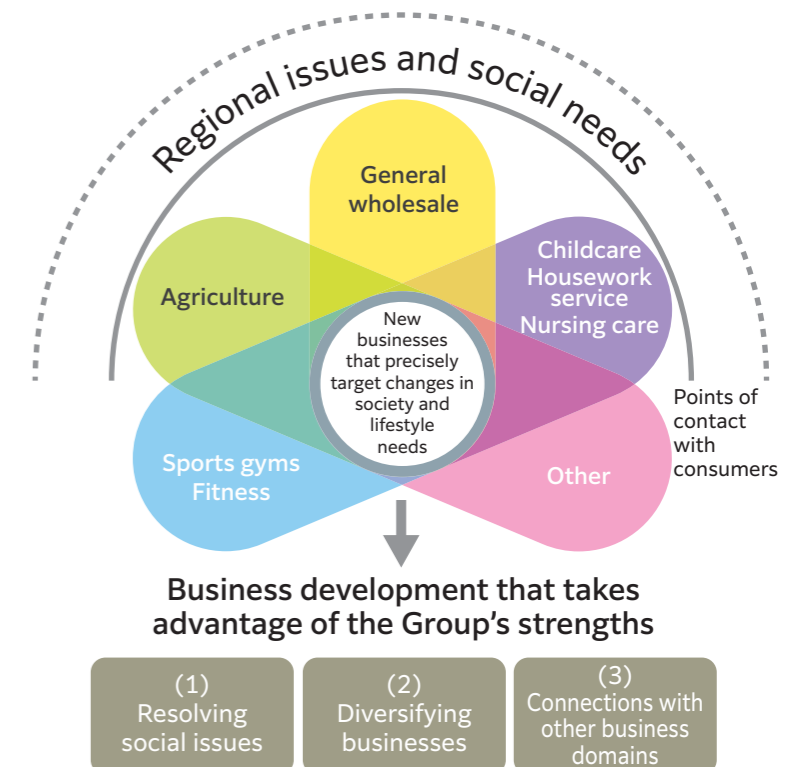 Regional issues and social needs
General
wholesale
Agriculture
Childcare
Housework
service
Nursing care
New
businesses
that precisely
target changes in
society and
lifestyle
needs
Sports gyms
Fitness
Other
Points of
contact
with
consumers
Business development that takes
advantage of the Group's strengths
(1)
Resolving
social issues
(2)
Diversifying
businesses
(3)
Connections with
other business
domains